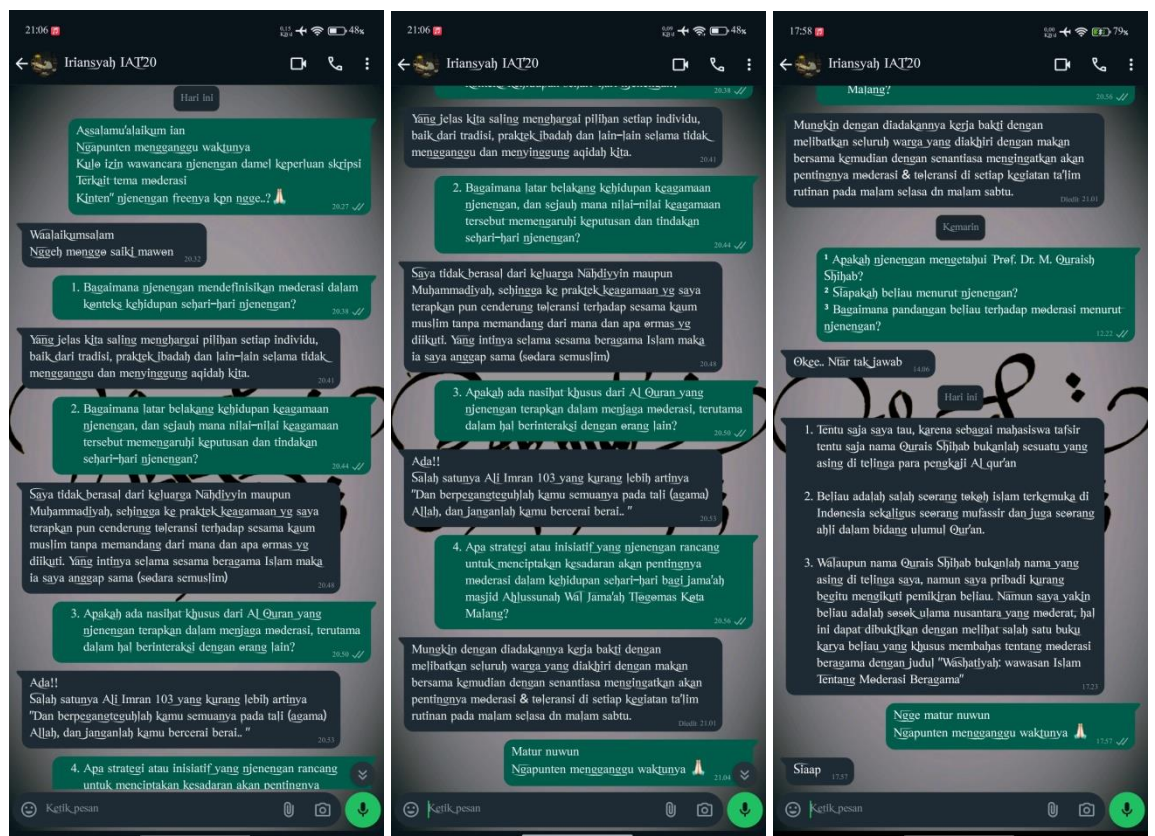 21:06
0,15 KB/d
48%
Iriansyah IAT'20
Hari ini
Assalamu'alaikum ian
Ngapunten mengganggu waktunya
Kulo izin wawancara njenengan damel keperluan skripsi
Terkait tema moderasi
Kinten" njenengan freenya kpn ngge..? 🙏🏻
20.27
Waalaikumsalam
Nggeh monggo saiki mawon
20.32
1. Bagaimana njenengan mendefinisikan moderasi dalam
konteks kehidupan sehari-hari njenengan?
20.38
Yang jelas kita saling menghargai pilihan setiap individu,
baik dari tradisi, praktek ibadah dan lain-lain selama tidak
mengganggu dan menyinggung aqidah kita.
20.41
2. Bagaimana latar belakang kehidupan keagamaan
njenengan, dan sejauh mana nilai-nilai keagamaan
tersebut memengaruhi keputusan dan tindakan
sehari-hari njenengan?
20.44
Saya tidak berasal dari keluarga Nahdiyyin maupun
Muhammadiyah, sehingga ke praktek keagamaan yg saya
terapkan pun cenderung toleransi terhadap sesama kaum
muslim tanpa memandang dari mana dan apa ormas yg
diikuti. Yang intinya selama sesama beragama Islam maka
ia saya anggap sama (sodara semuslim)
20.48
3. Apakah ada nasihat khusus dari Al Quran yang
njenengan terapkan dalam menjaga moderasi, terutama
dalam hal berinteraksi dengan orang lain?
20.50
Ada!!
Salah satunya Ali Imran 103 yang kurang lebih artinya
"Dan berpegangteguhlah kamu semuanya pada tali (agama)
Allah, dan janganlah kamu bercerai berai.. "
20.53
4. Apa strategi atau inisiatif yang njenengan rancang
untuk menciptakan kesadaran akan pentingnya
Ketik pesan
21:06
0,09 KB/d
48%
Iriansyah IAT'20
konteks kehidupan sehari-hari njenengan?
20.38
Yang jelas kita saling menghargai pilihan setiap individu,
baik dari tradisi, praktek ibadah dan lain-lain selama tidak
mengganggu dan menyinggung aqidah kita.
20.41
2. Bagaimana latar belakang kehidupan keagamaan
njenengan, dan sejauh mana nilai-nilai keagamaan
tersebut memengaruhi keputusan dan tindakan
sehari-hari njenengan?
20.44
Saya tidak berasal dari keluarga Nahdiyyin maupun
Muhammadiyah, sehingga ke praktek keagamaan yg saya
terapkan pun cenderung toleransi terhadap sesama kaum
muslim tanpa memandang dari mana dan apa ormas yg
diikuti. Yang intinya selama sesama beragama Islam maka
ia saya anggap sama (sodara semuslim)
20.48
3. Apakah ada nasihat khusus dari Al Quran yang
njenengan terapkan dalam menjaga moderasi, terutama
dalam hal berinteraksi dengan orang lain?
20.50
Ada!!
Salah satunya Ali Imran 103 yang kurang lebih artinya
"Dan berpegangteguhlah kamu semuanya pada tali (agama)
Allah, dan janganlah kamu bercerai berai.. "
20.53
4. Apa strategi atau inisiatif yang njenengan rancang
untuk menciptakan kesadaran akan pentingnya
moderasi dalam kehidupan sehari-hari bagi jama'ah
masjid Ahlussunah Wal Jama'ah Tlogomas Kota
Malang?
20.56
Mungkin dengan diadakannya kerja bakti dengan
melibatkan seluruh warga yang diakhiri dengan makan
bersama kemudian dengan senantiasa mengingatkan akan
pentingnya moderasi & toleransi di setiap kegiatan ta'lim
rutinan pada malam selasa dn malam sabtu.
Diedit 21.01
Matur nuwun
Ngapunten mengganggu waktunya 🙏🏻
21.04
Ketik pesan
17:58
0,00 KB/d
79%
Iriansyah IAT'20
Malang?
20.56
Mungkin dengan diadakannya kerja bakti dengan
melibatkan seluruh warga yang diakhiri dengan makan
bersama kemudian dengan senantiasa mengingatkan akan
pentingnya moderasi & toleransi di setiap kegiatan ta'lim
rutinan pada malam selasa dn malam sabtu.
Diedit 21.01
Kemarin
¹ Apakah njenengan mengetahui Prof. Dr. M. Quraish
Shihab?
² Siapakah beliau menurut njenengan?
³ Bagaimana pandangan beliau terhadap moderasi menurut
njenengan?
12.22
Okee.. Ntar tak jawab
14.06
Hari ini
1. Tentu saja saya tau, karena sebagai mahasiswa tafsir
tentu saja nama Qurais Shihab bukanlah sesuatu yang
asing di telinga para pengkaji Al qur'an
2. Beliau adalah salah seorang tokoh islam terkemuka di
Indonesia sekaligus seorang mufassir dan juga seorang
ahli dalam bidang ulumul Qur'an.
3. Walaupun nama Qurais Shihab bukanlah nama yang
asing di telinga saya, namun saya pribadi kurang
begitu mengikuti pemikiran beliau. Namun saya yakin
beliau adalah sosok ulama nusantara yang moderat, hal
ini dapat dibuktikan dengan melihat salah satu buku
karya beliau yang khusus membahas tentang moderasi
beragama dengan judul "Washatiyah: wawasan Islam
Tentang Moderasi Beragama"
17.23
Ngge matur nuwun
Ngapunten mengganggu waktunya 🙏🏻
17.57
Siaap
17.57
Ketik pesan